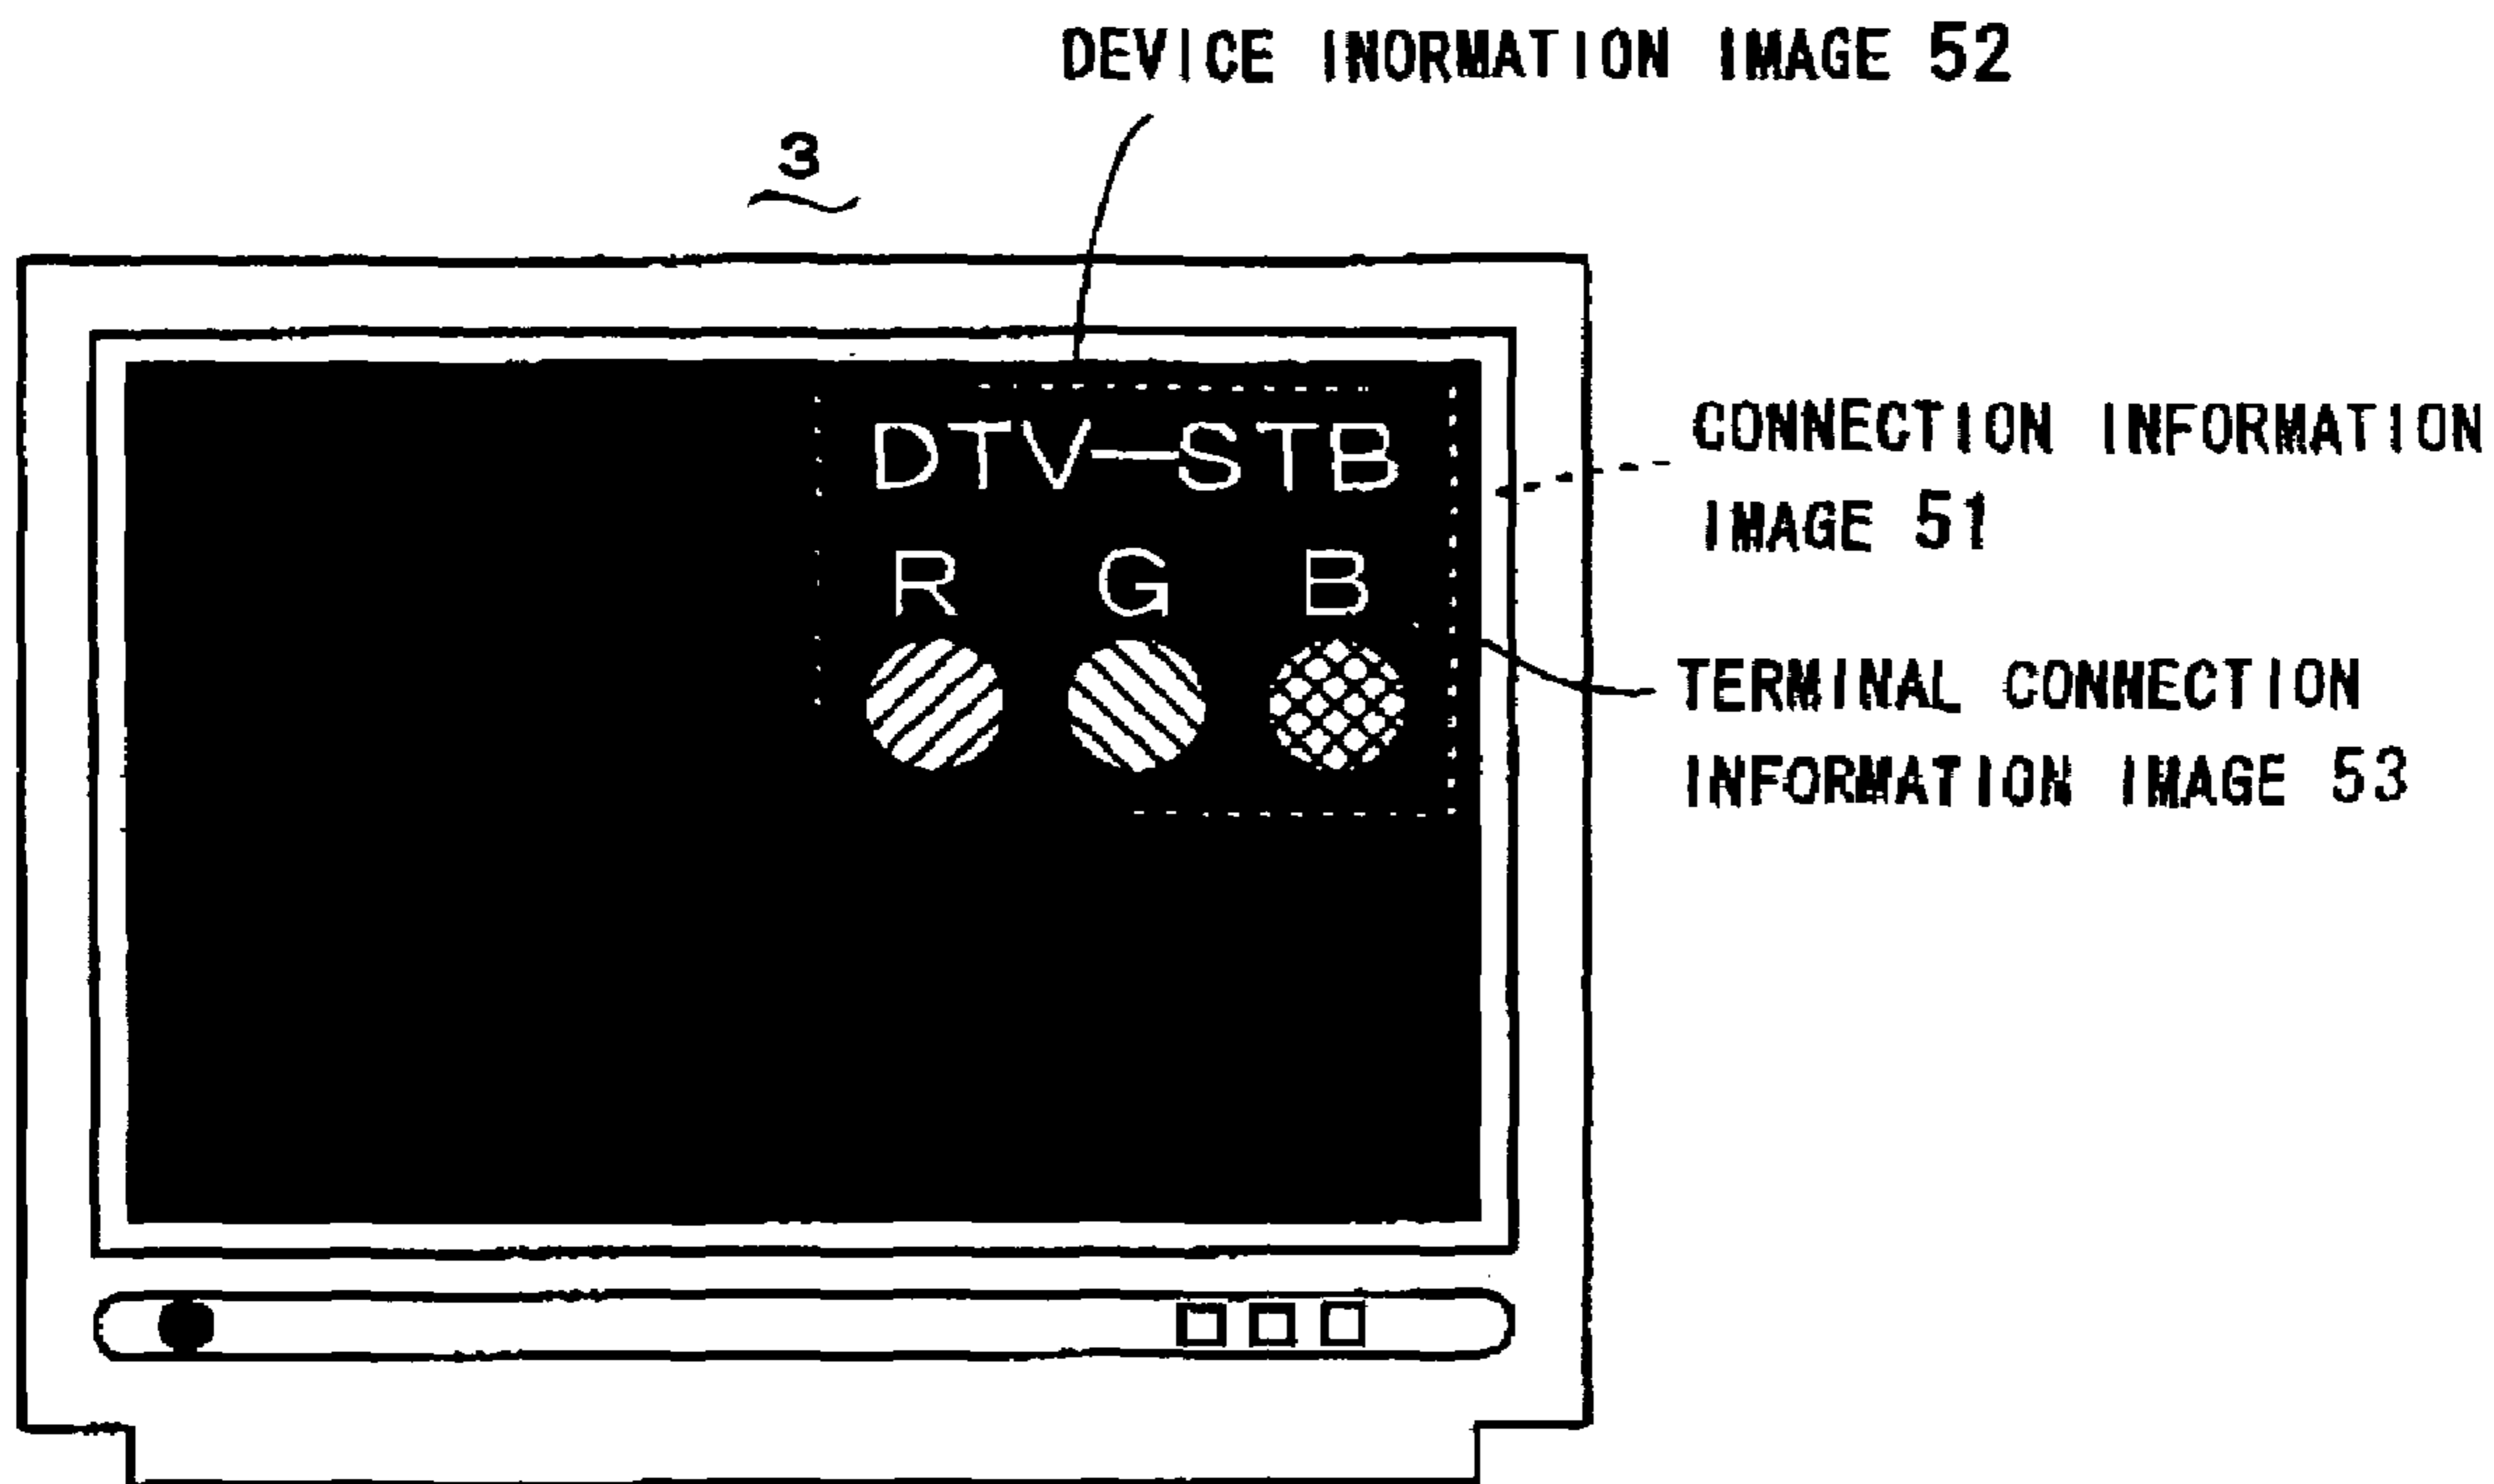 DEVICE INORMATION IMAGE 52
3
DTV—STB
R G B
CONNECTION INFORMATION
IMAGE 51
TERMINAL CONNECTION
INFORMATION IMAGE 53